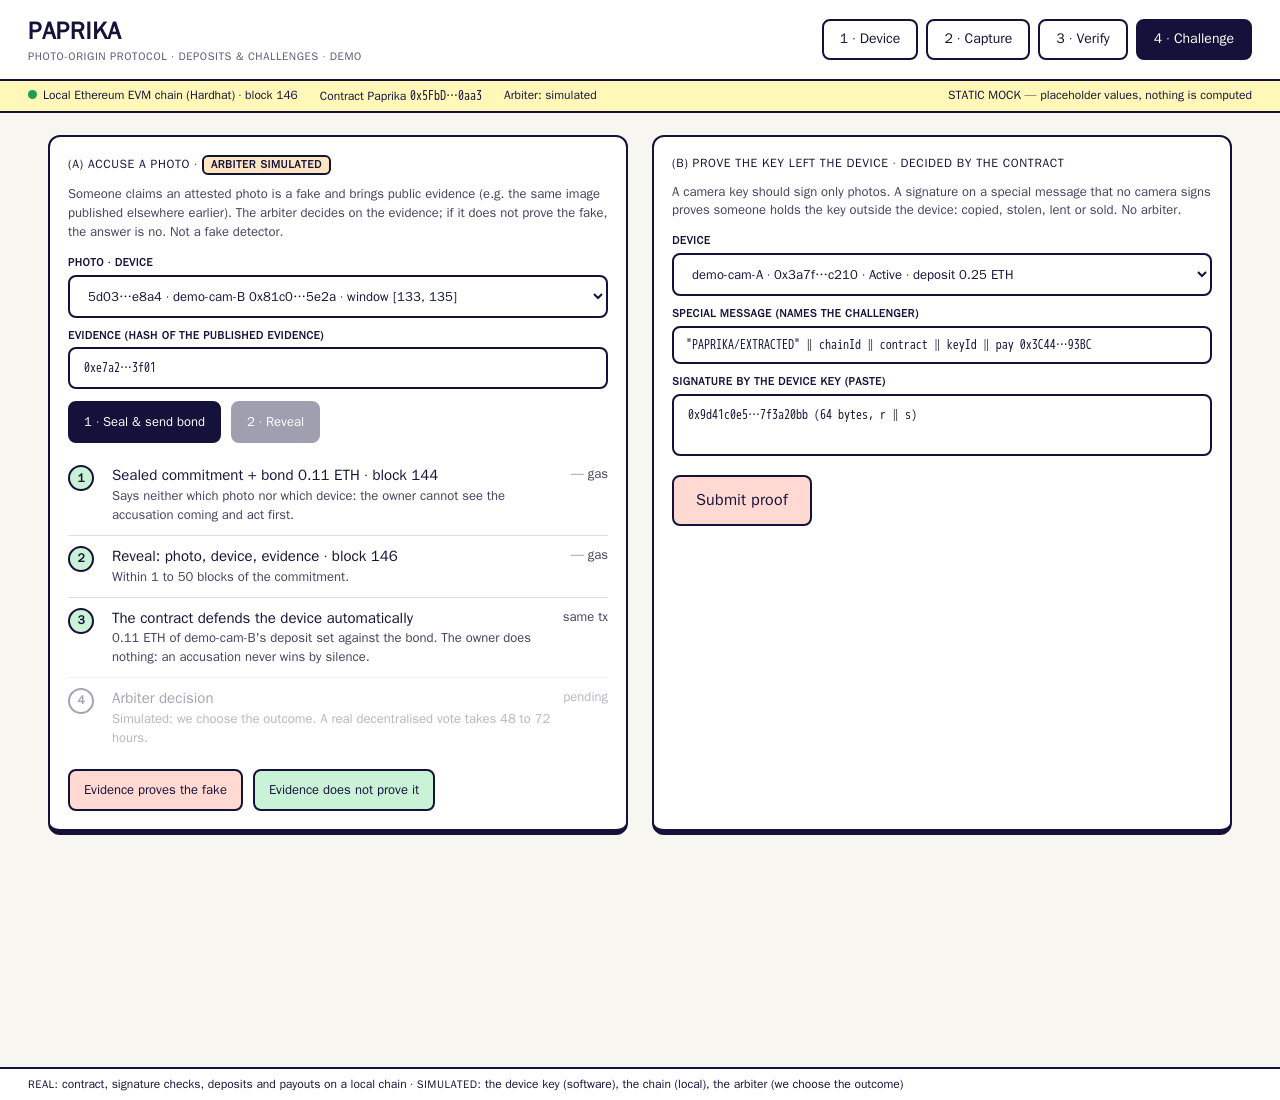 PAPRIKA
PHOTO-ORIGIN PROTOCOL · DEPOSITS & CHALLENGES · DEMO
1 · Device
2 · Capture
3 · Verify
4 · Challenge
Local Ethereum EVM chain (Hardhat) · block 146
Contract Paprika 0x5FbD···0aa3
Arbiter: simulated
STATIC MOCK — placeholder values, nothing is computed
(A) ACCUSE A PHOTO · ARBITER SIMULATED
Someone claims an attested photo is a fake and brings public evidence (e.g. the same image
published elsewhere earlier). The arbiter decides on the evidence; if it does not prove the fake,
the answer is no. Not a fake detector.
PHOTO · DEVICE
5d03···e8a4 · demo-cam-B 0x81c0···5e2a · window [133, 135]
EVIDENCE (HASH OF THE PUBLISHED EVIDENCE)
0xe7a2···3f01
1 · Seal & send bond
2 · Reveal
1
Sealed commitment + bond 0.11 ETH · block 144
— gas
Says neither which photo nor which device: the owner cannot see the
accusation coming and act first.
2
Reveal: photo, device, evidence · block 146
— gas
Within 1 to 50 blocks of the commitment.
3
The contract defends the device automatically
same tx
0.11 ETH of demo-cam-B's deposit set against the bond. The owner does
nothing: an accusation never wins by silence.
4
Arbiter decision
pending
Simulated: we choose the outcome. A real decentralised vote takes 48 to 72
hours.
Evidence proves the fake
Evidence does not prove it
(B) PROVE THE KEY LEFT THE DEVICE · DECIDED BY THE CONTRACT
A camera key should sign only photos. A signature on a special message that no camera signs
proves someone holds the key outside the device: copied, stolen, lent or sold. No arbiter.
DEVICE
demo-cam-A · 0x3a7f···c210 · Active · deposit 0.25 ETH
SPECIAL MESSAGE (NAMES THE CHALLENGER)
"PAPRIKA/EXTRACTED" ‖ chainId ‖ contract ‖ keyId ‖ pay 0x3C44···93BC
SIGNATURE BY THE DEVICE KEY (PASTE)
0x9d41c0e5···7f3a20bb (64 bytes, r ‖ s)
Submit proof
REAL: contract, signature checks, deposits and payouts on a local chain · SIMULATED: the device key (software), the chain (local), the arbiter (we choose the outcome)